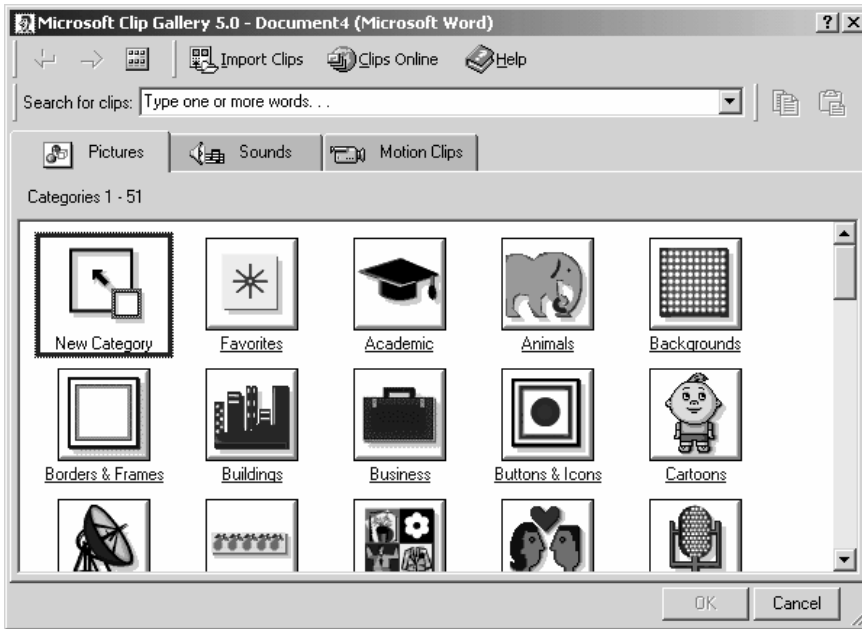 Microsoft Clip Gallery 5.0 - Document4 (Microsoft Word)
Import Clips Clips Online Help
Search for clips: Type one or more words. . .
Pictures Sounds Motion Clips
Categories 1 - 51
New Category Favorites Academic Animals Backgrounds
Borders & Frames Buildings Business Buttons & Icons Cartoons
OK Cancel